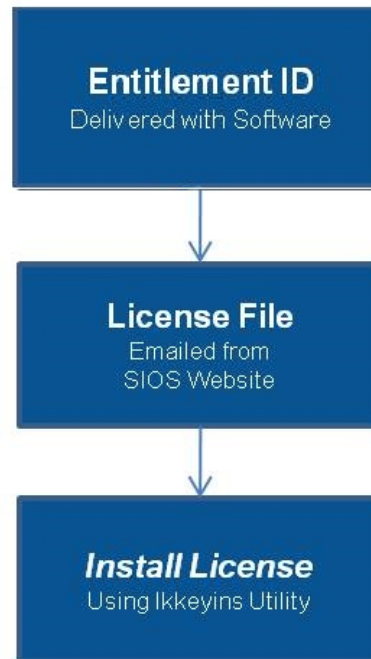 Entitlement ID
Delivered with Software
License File
Emailed from
SIOS Website
Install License
Using lkkeyins Utility